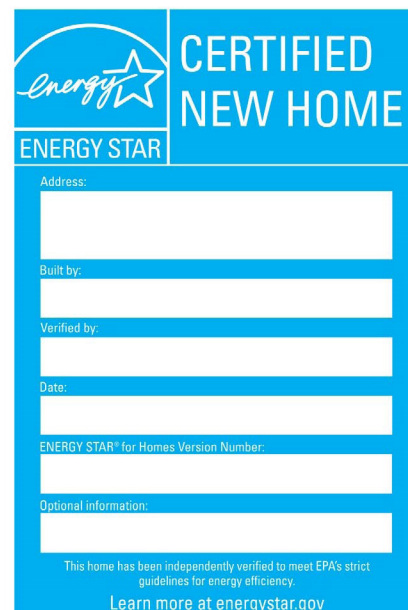 energy
ENERGY STAR
CERTIFIED
NEW HOME
Address:
Built by:
Verified by:
Date:
ENERGY STAR® for Homes Version Number:
Optional information:
This home has been independently verified to meet EPA's strict
guidelines for energy efficiency.
Learn more at energystar.gov